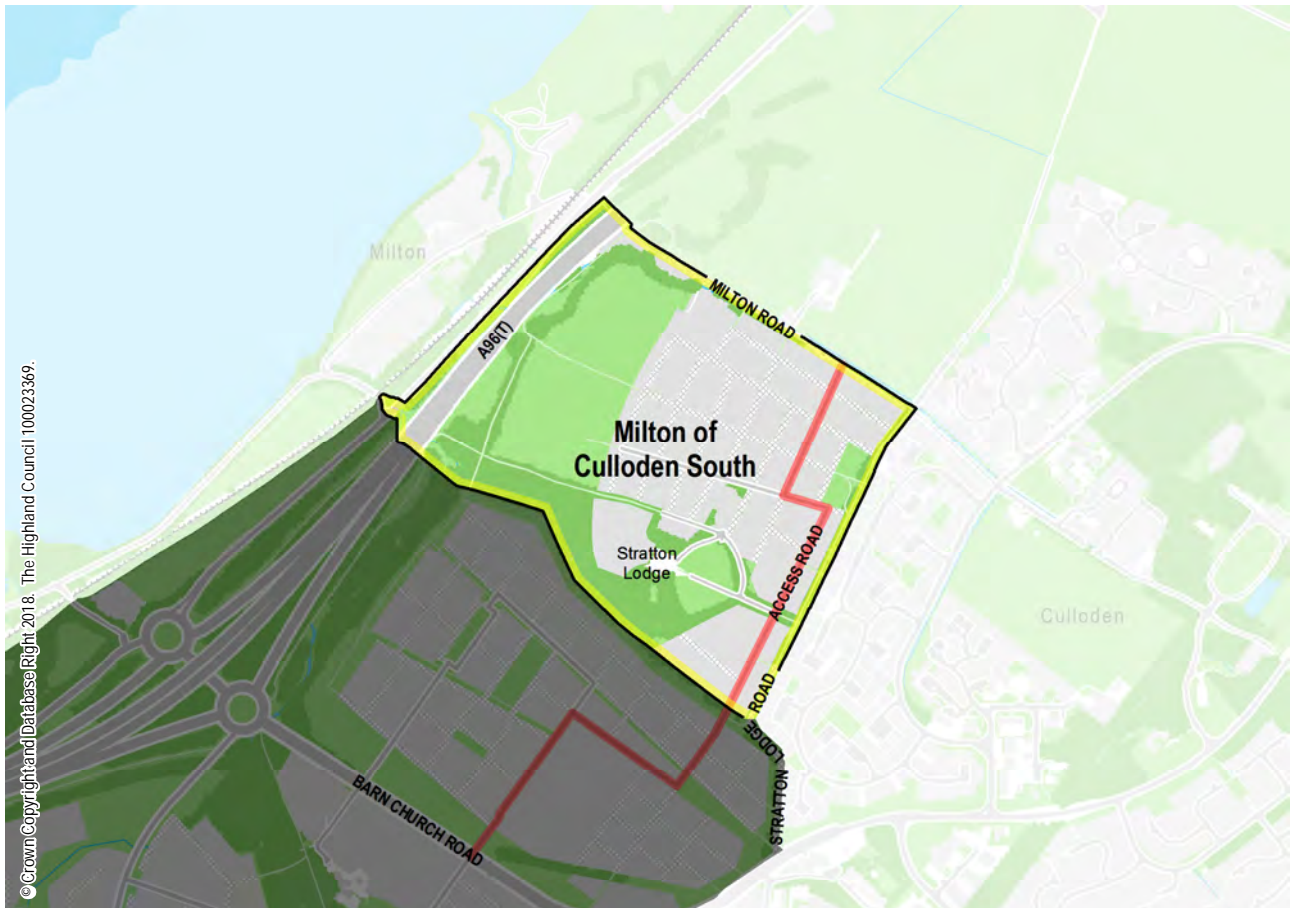 © Crown Copyright and Database Right 2018. The Highland Council 100023369.
Milton
A96(T)
MILTON ROAD
Milton of
Culloden South
Stratton
Lodge
ACCESS ROAD
Culloden
ROAD
LODGE
STRATTON
BARN CHURCH ROAD